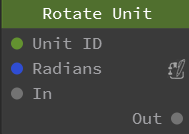 Rotate Unit
Unit ID
Radians
In
Out